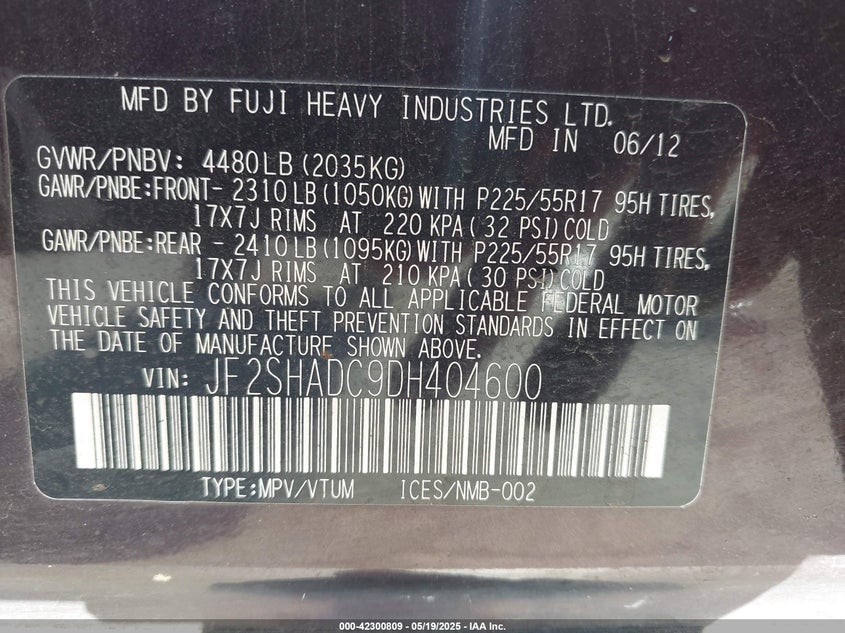 MFD BY FUJI HEAVY INDUSTRIES LTD.
MFD IN 06/12
GVWR/PNBV: 4480LB (2035KG)
GAWR/PNBE:FRONT- 2310LB(1050KG)WITH P225/55R17 95H TIRES,
17X7J RIMS AT 220 KPA(32 PSI)COLD
GAWR/PNBE:REAR - 2410LB(1095KG)WITH P225/55R17 95H TIRES,
17X7J RIMS AT 210 KPA(30 PSI)COLD
THIS VEHICLE CONFORMS TO ALL APPLICABLE FEDERAL MOTOR
VEHICLE SAFETY AND THEFT PREVENTION STANDARDS IN EFFECT ON
THE DATE OF MANUFACTURE SHOWN ABOVE.
VIN: JF2SHADC9DH404600
TYPE:MPV/VTUM ICES/NMB-002
000-42300809 - 05/19/2025 - IAA Inc.